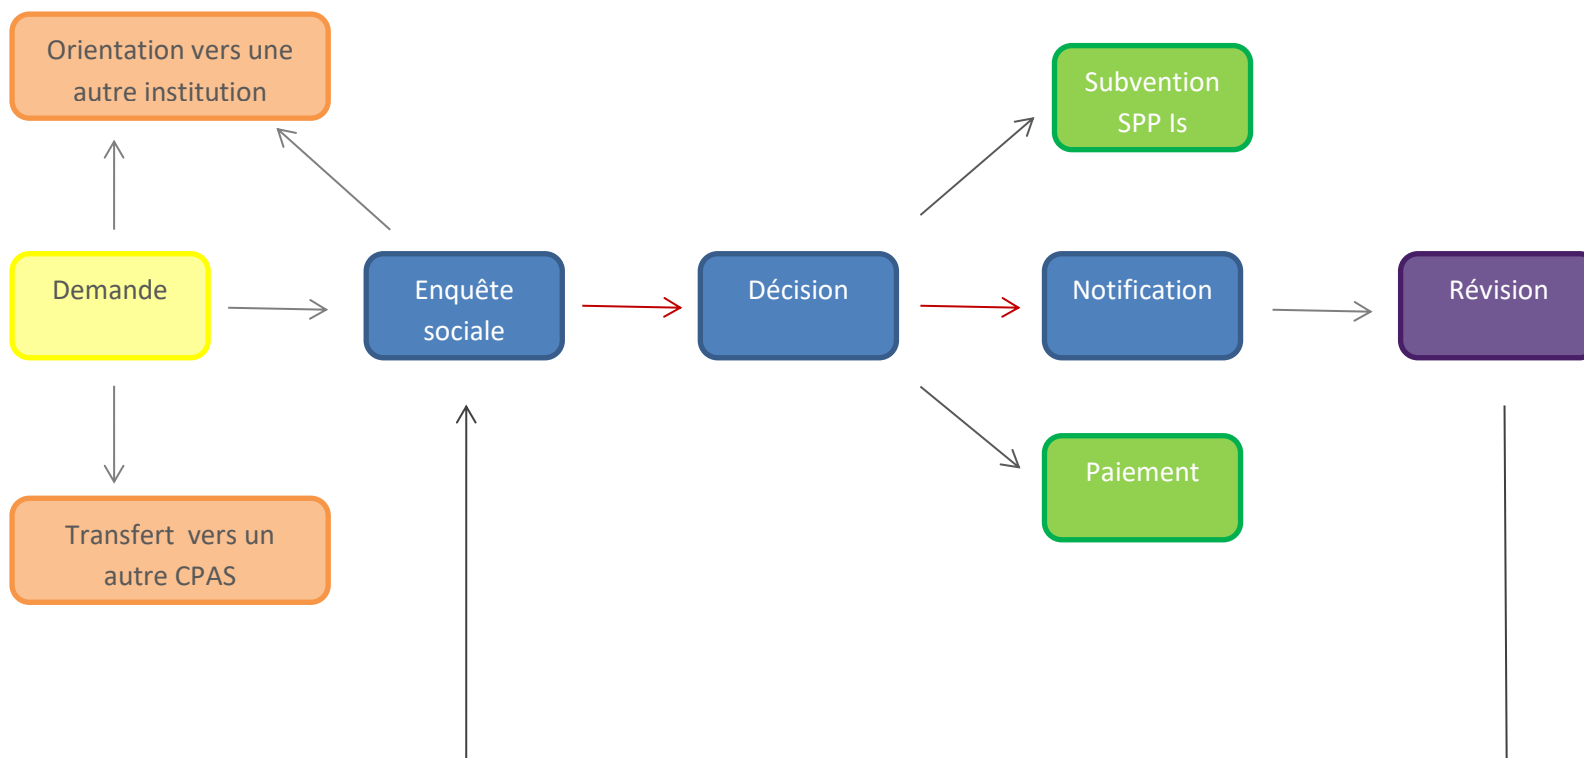 Orientation vers une
autre institution
Subvention
SPP Is
Demande
Enquête
sociale
Décision
Notification
Révision
Paiement
Transfert  vers un
autre CPAS